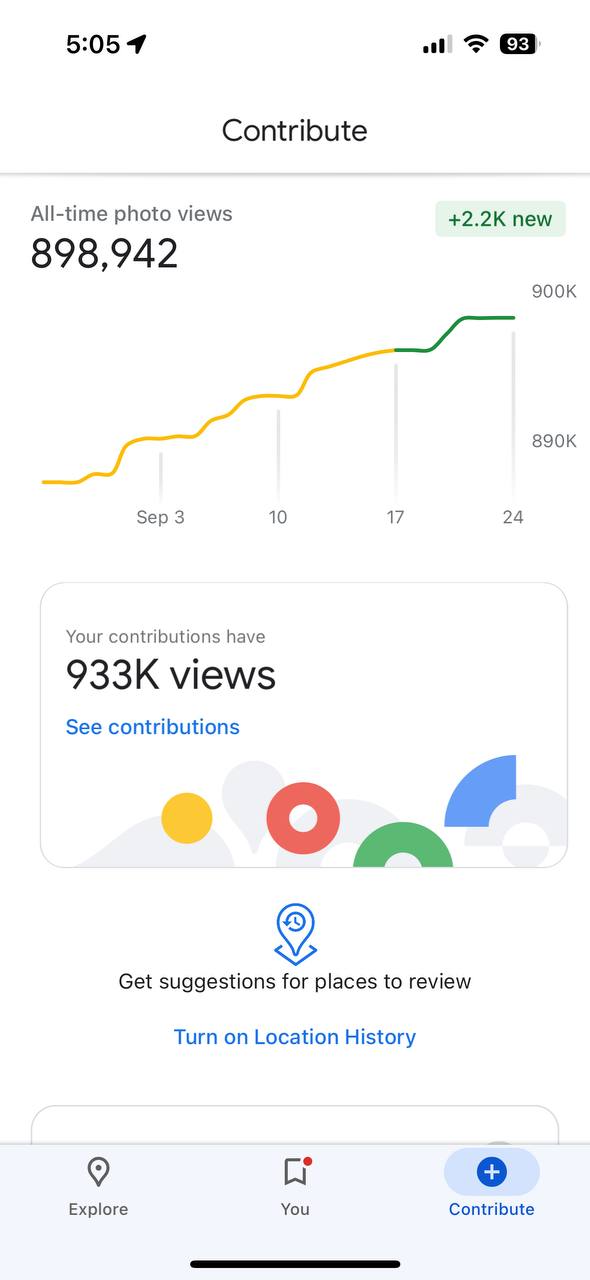 5:05
93
Contribute
All-time photo views
+2.2K new
898,942
900K
890K
Sep 3
10
17
24
Your contributions have
933K views
See contributions
Get suggestions for places to review
Turn on Location History
Explore
You
Contribute